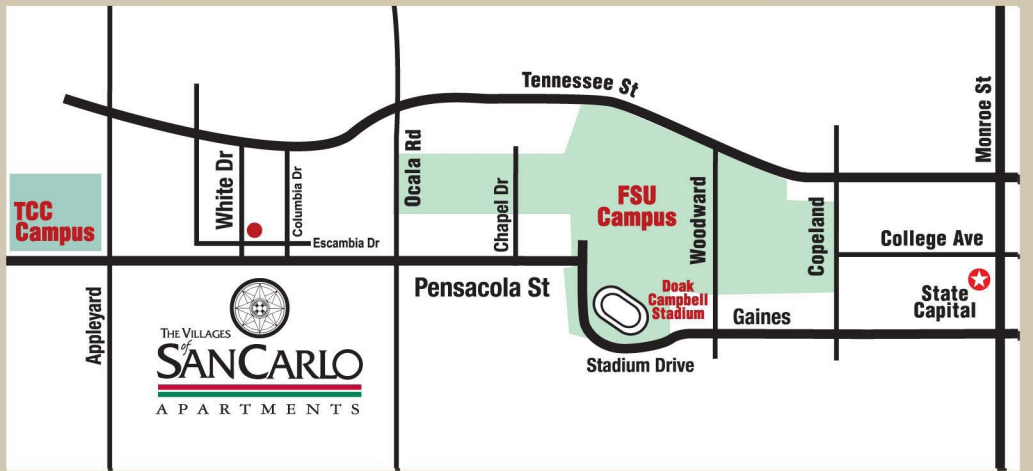 Tennessee St
Monroe St
Ocala Rd
White Dr
Columbia Dr
TCC
Campus
Chapel Dr
FSU
Campus
Woodward
Copeland
Escambia Dr
College Ave
Pensacola St
Doak
Campbell
Stadium
State
Capital
Appleyard
Gaines
Stadium Drive
THE VILLAGES
of
SANCARLO
APARTMENTS